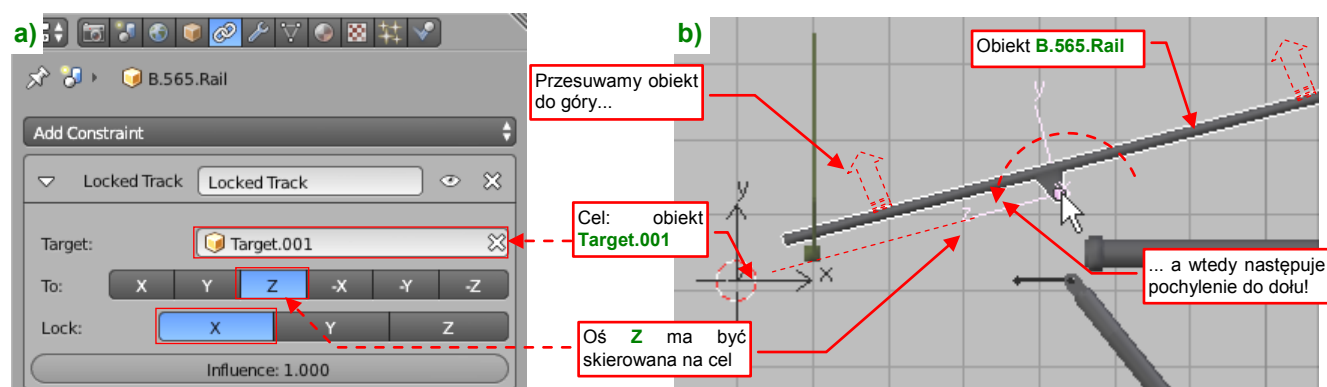 a)
B.565.Rail
Add Constraint
Locked Track
Locked Track
Target:
Target.001
To:
X
Y
Z
-X
-Y
-Z
Lock:
X
Y
Z
Influence: 1.000
b)
Przesuwamy obiekt
do góry...
Obiekt B.565.Rail
Cel: obiekt
Target.001
Oś Z ma być
skierowana na cel
... a wtedy następuje
pochylenie do dołu!
y
x
y
z